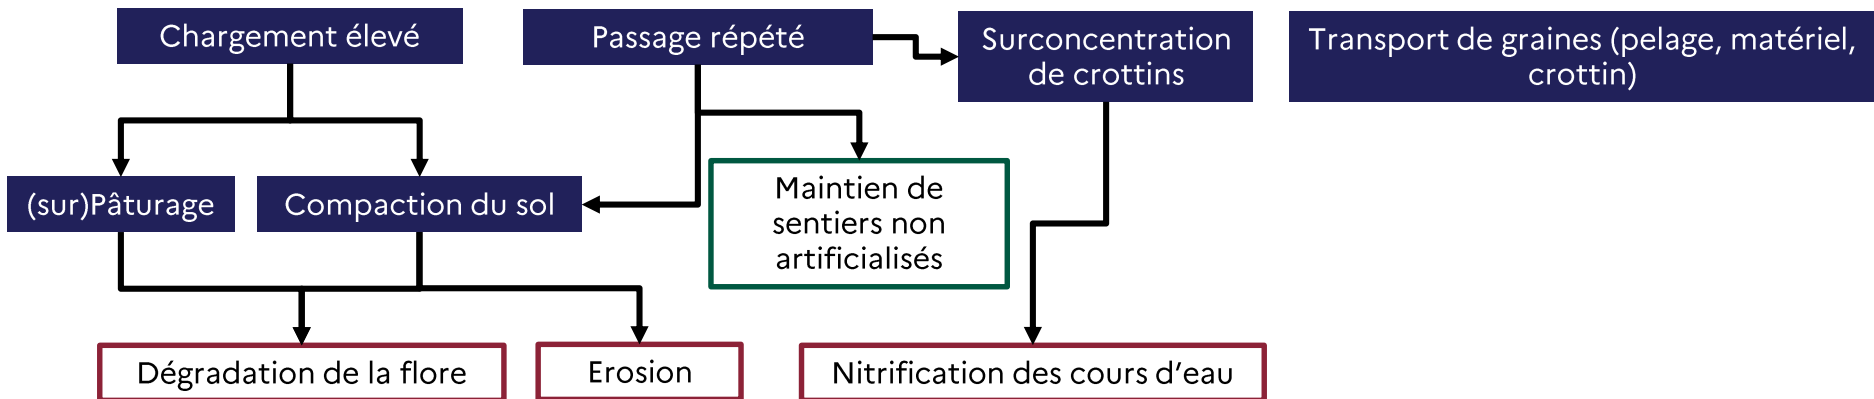 Chargement élevé
Passage répété
Surconcentration
de crottins
Transport de graines (pelage, matériel,
crottin)
(sur)Pâturage
Compaction du sol
Maintien de
sentiers non
artificialisés
Dégradation de la flore
Erosion
Nitrification des cours d'eau